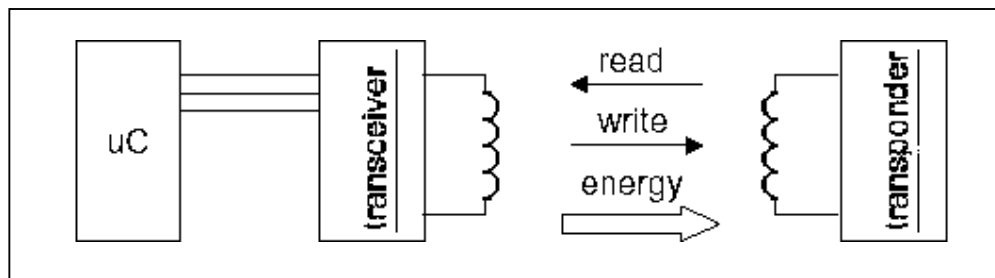 uC
transceiver
read
write
energy
transponder